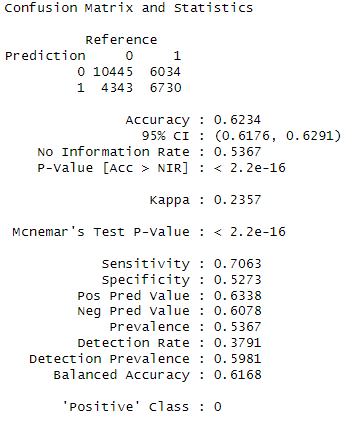 Confusion Matrix and Statistics
Reference
Prediction 0 1
0 10445 6034
1 4343 6730
Accuracy : 0.6234
95% CI : (0.6176, 0.6291)
No Information Rate : 0.5367
P-Value [Acc > NIR] : < 2.2e-16
Kappa : 0.2357
Mcnemar's Test P-Value : < 2.2e-16
Sensitivity : 0.7063
Specificity : 0.5273
Pos Pred Value : 0.6338
Neg Pred Value : 0.6078
Prevalence : 0.5367
Detection Rate : 0.3791
Detection Prevalence : 0.5981
Balanced Accuracy : 0.6168
'Positive' Class : 0